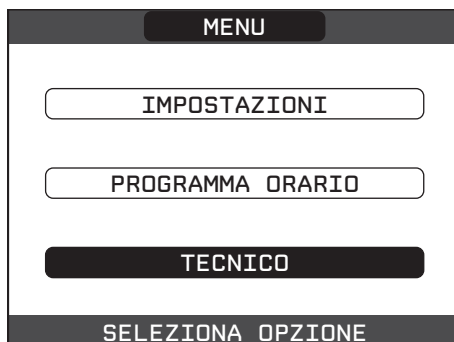 MENU
IMPOSTAZIONI
PROGRAMMA ORARIO
TECNICO
SELEZIONA OPZIONE